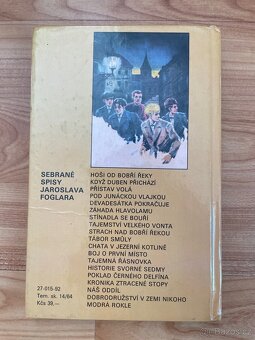 SEBRANÉ
SPISY
JAROSLAVA
FOGLARA
HOŠI OD BOBŘÍ ŘEKY
KDYŽ DUBEN PŘICHÁZÍ
PŘÍSTAV VOLÁ
POD JUNÁCKOU VLAJKOU
DEVADESÁTKA POKRAČUJE
ZÁHADA HLAVOLAMU
STÍNADLA SE BOUŘÍ
TAJEMSTVÍ VELKÉHO VONTA
STRACH NAD BOBŘÍ ŘEKOU
TÁBOR SMŮLY
CHATA V JEZERNÍ KOTLINĚ
BOJ O PRVNÍ MÍSTO
TAJEMNÁ ŘÁSNOVKA
HISTORIE SVORNÉ SEDMY
POKLAD ČERNÉHO DELFÍNA
KRONIKA ZTRACENÉ STOPY
NÁŠ ODDÍL
DOBRODRUŽSTVÍ V ZEMI NIKOHO
MODRÁ ROKLE
27-015-92
Tem. sk. 14/64
Kčs 39,—